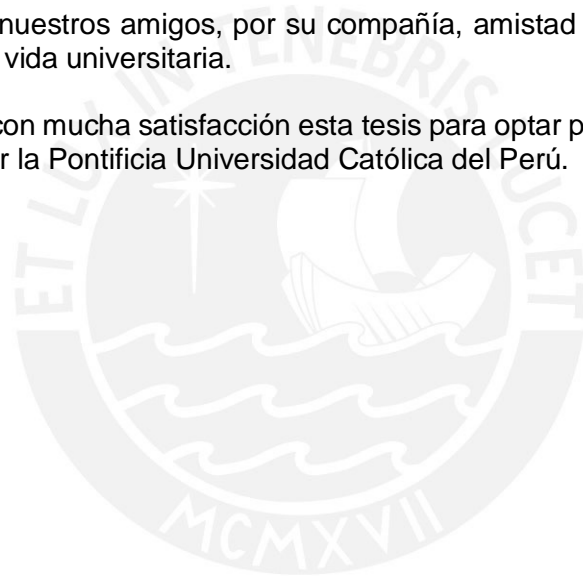 nuestros amigos, por su compañía, amistad
vida universitaria.
con mucha satisfacción esta tesis para optar p
r la Pontificia Universidad Católica del Perú.
ET LUX IN TENEBRIS LUCET
MCMXVII